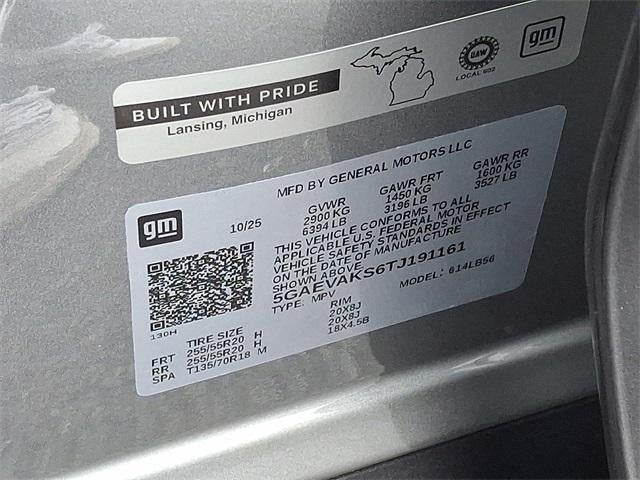 BUILT WITH PRIDE
Lansing, Michigan
UAW
LOCAL 602
gm
MFD BY GENERAL MOTORS LLC
gm
10/25
GVWR
2900 KG
6394 LB
GAWR FRT
1450 KG
3196 LB
GAWR RR
1600 KG
3527 LB
THIS VEHICLE CONFORMS TO ALL
APPLICABLE U.S. FEDERAL MOTOR
VEHICLE SAFETY STANDARDS IN EFFECT
ON THE DATE OF MANUFACTURE
SHOWN ABOVE.
5GAEVAKS6TJ191161
TYPE: MPV
MODEL: 614LB56
130H
TIRE SIZE RIM
FRT 255/55R20 H 20X8J
RR 255/55R20 H 20X8J
SPA T135/70R18 M 18X4.5B